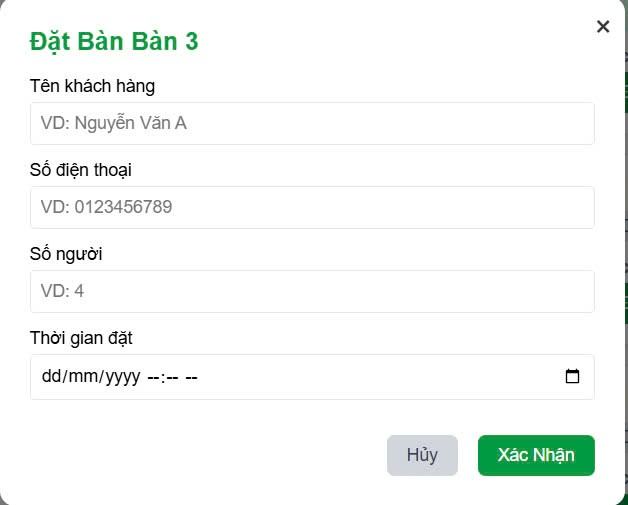 Đặt Bàn Bàn 3
×
Tên khách hàng
VD: Nguyễn Văn A
Số điện thoại
VD: 0123456789
Số người
VD: 4
Thời gian đặt
dd/mm/yyyy --:-- --
Hủy
Xác Nhận